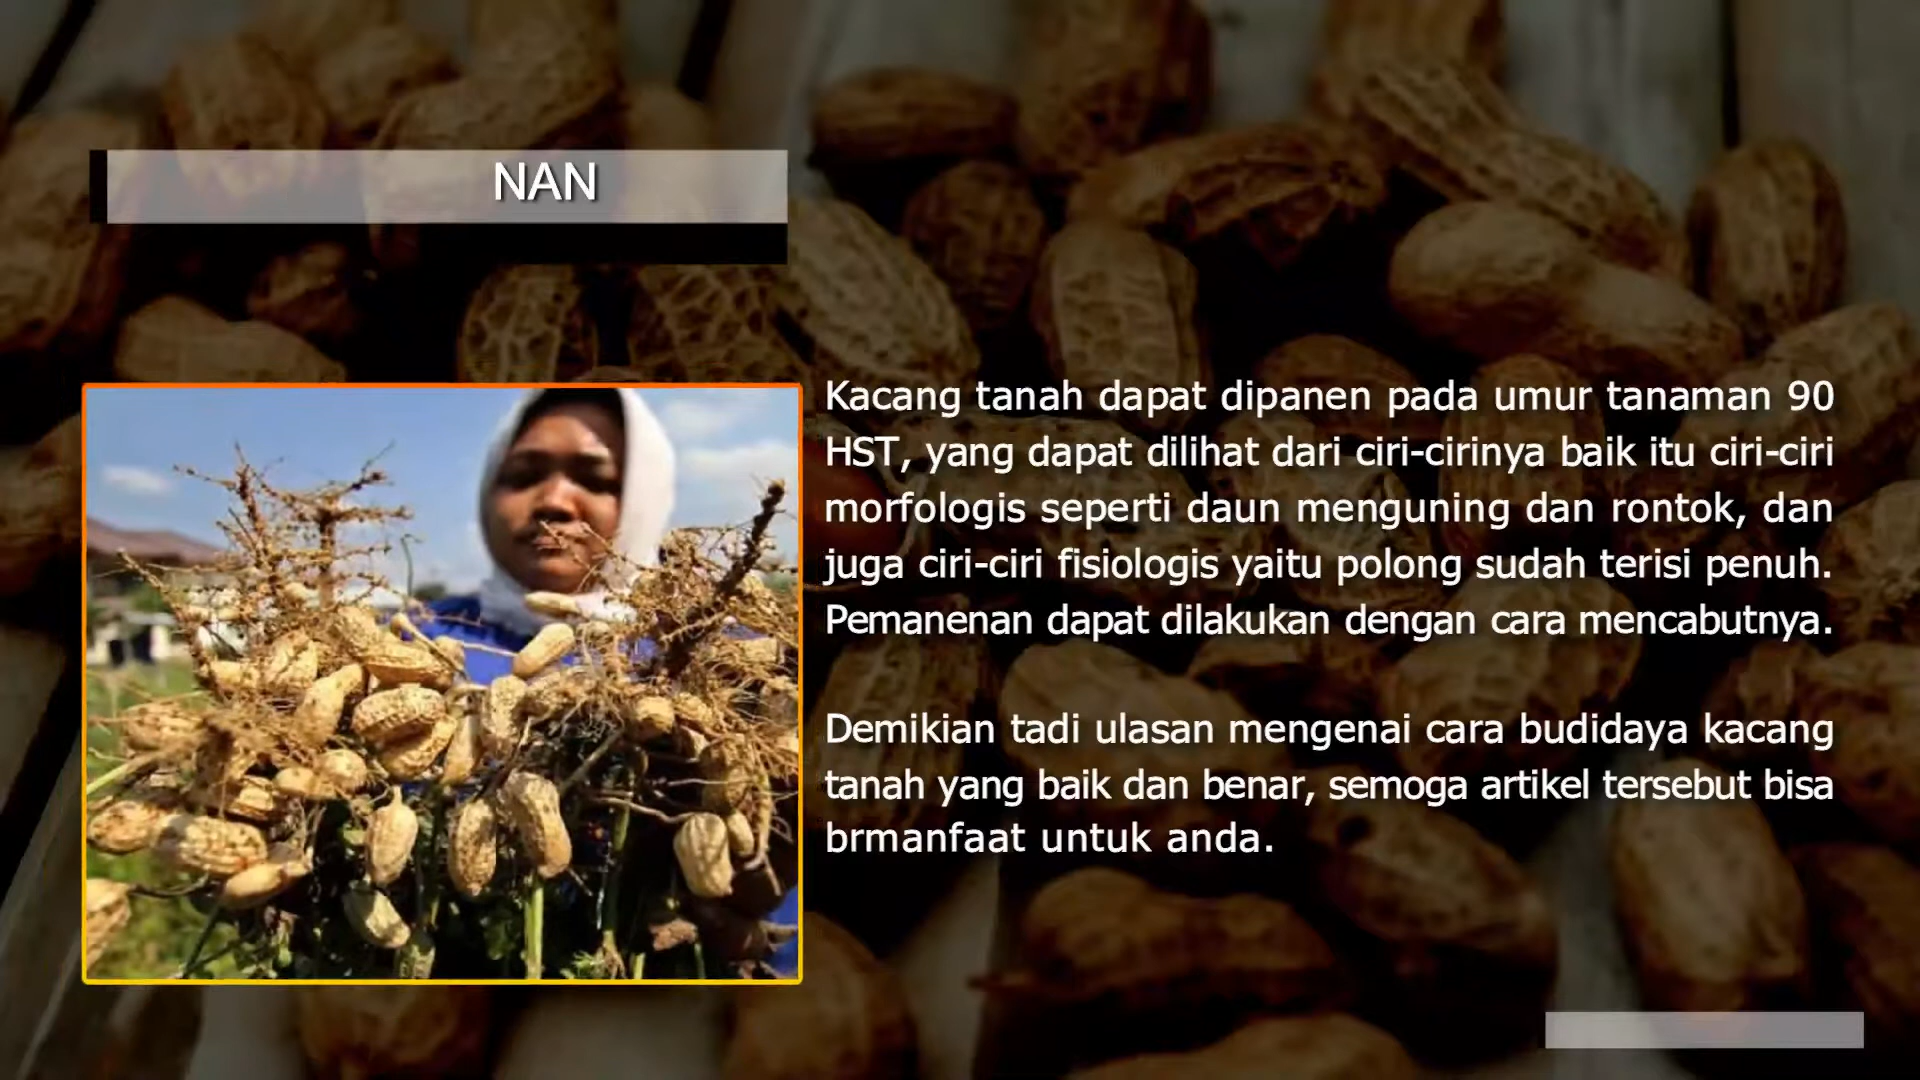 NAN
Kacang tanah dapat dipanen pada umur tanaman 90
HST, yang dapat dilihat dari ciri-cirinya baik itu ciri-ciri
morfologis seperti daun menguning dan rontok, dan
juga ciri-ciri fisiologis yaitu polong sudah terisi penuh.
Pemanenan dapat dilakukan dengan cara mencabutnya.
Demikian tadi ulasan mengenai cara budidaya kacang
tanah yang baik dan benar, semoga artikel tersebut bisa
brmanfaat untuk anda.